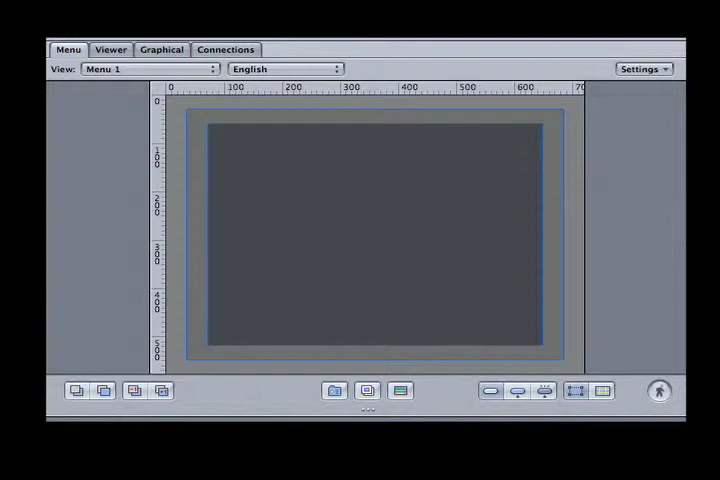 Menu Viewer Graphical Connections
View: Menu 1 English Settings
0 100 200 300 400 500 600 70
0
100
200
300
400
500